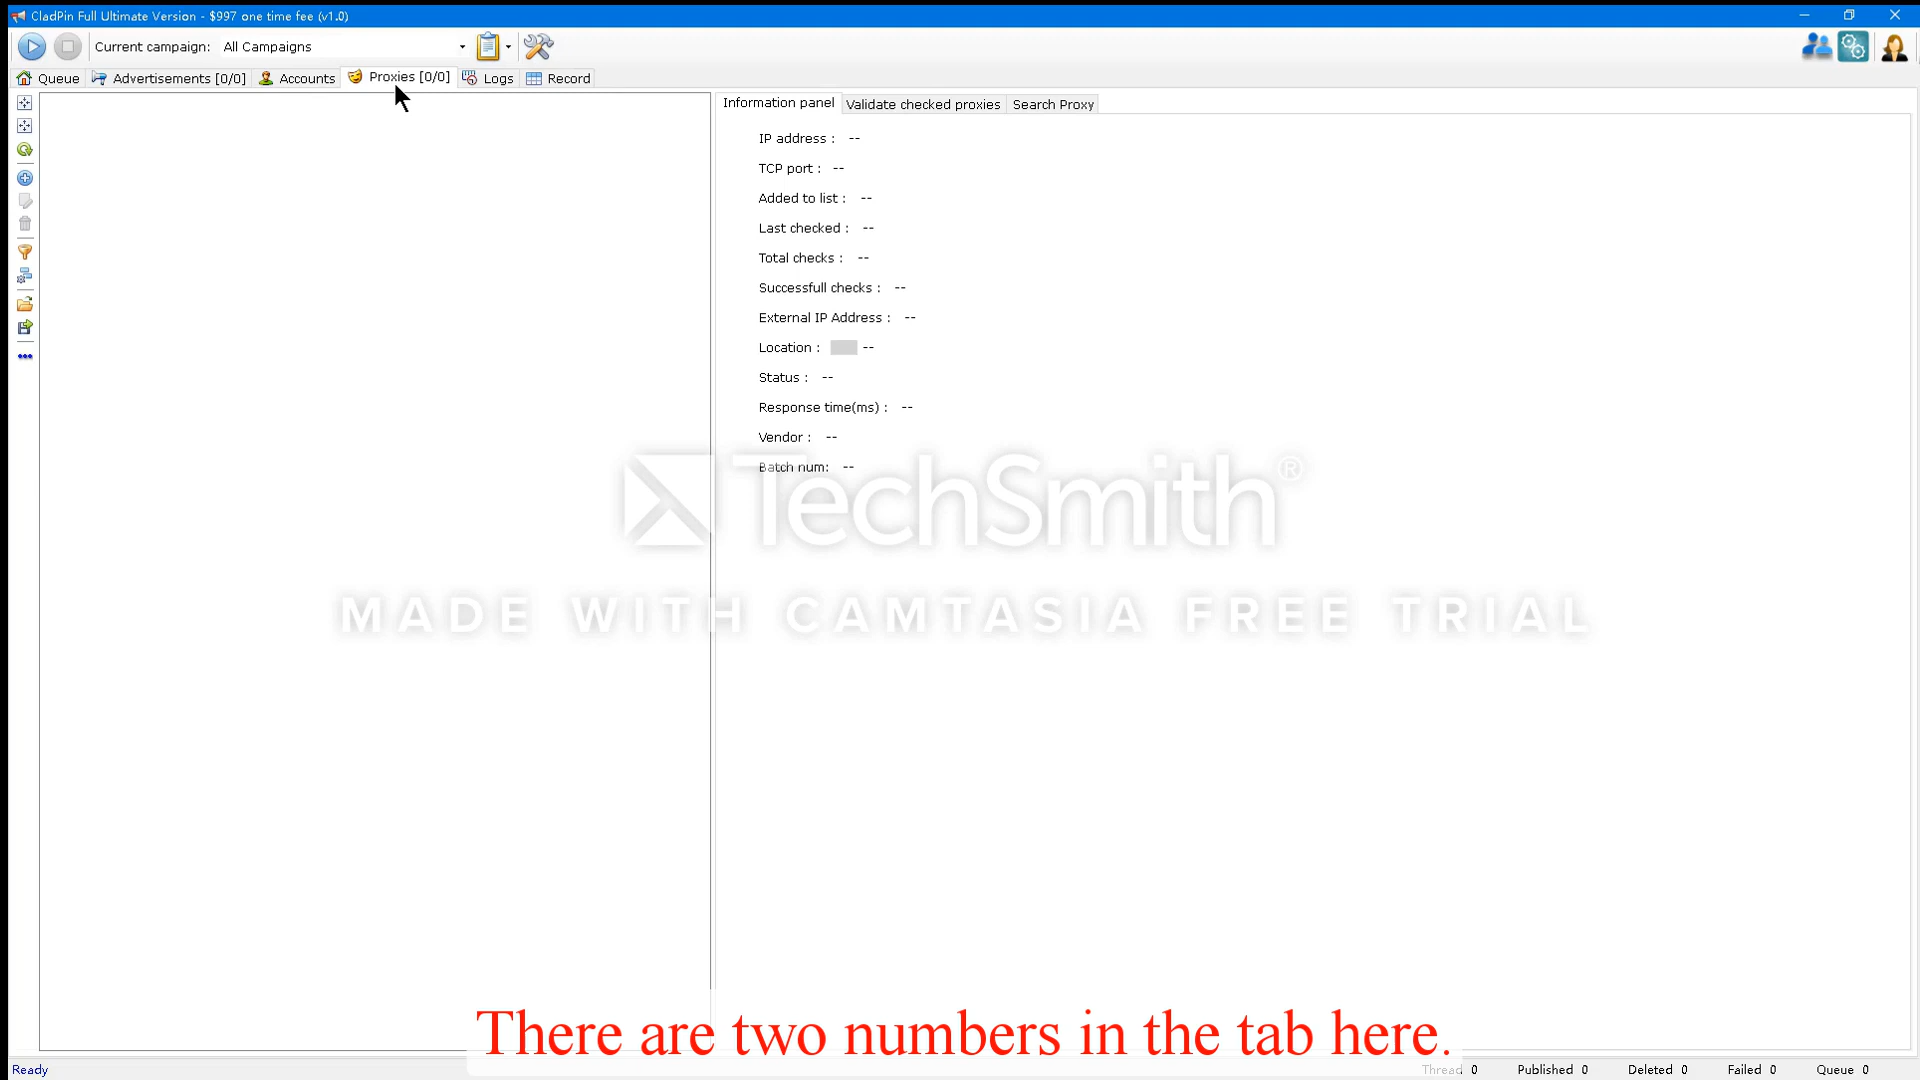 CladPin Full Ultimate Version - $997 one time fee (v1.0)
Current campaign: All Campaigns
Queue Advertisements [0/0] Accounts Proxies [0/0] Logs Record
Information panel Validate checked proxies Search Proxy
IP address : --
TCP port : --
Added to list : --
Last checked : --
Total checks : --
Successfull checks : --
External IP Address : --
Location : --
Status : --
Response time(ms) : --
Vendor : --
Batch num: --
TechSmith®
MADE WITH CAMTASIA FREE TRIAL
There are two numbers in the tab here.
Ready Thread 0 Published 0 Deleted 0 Failed 0 Queue 0